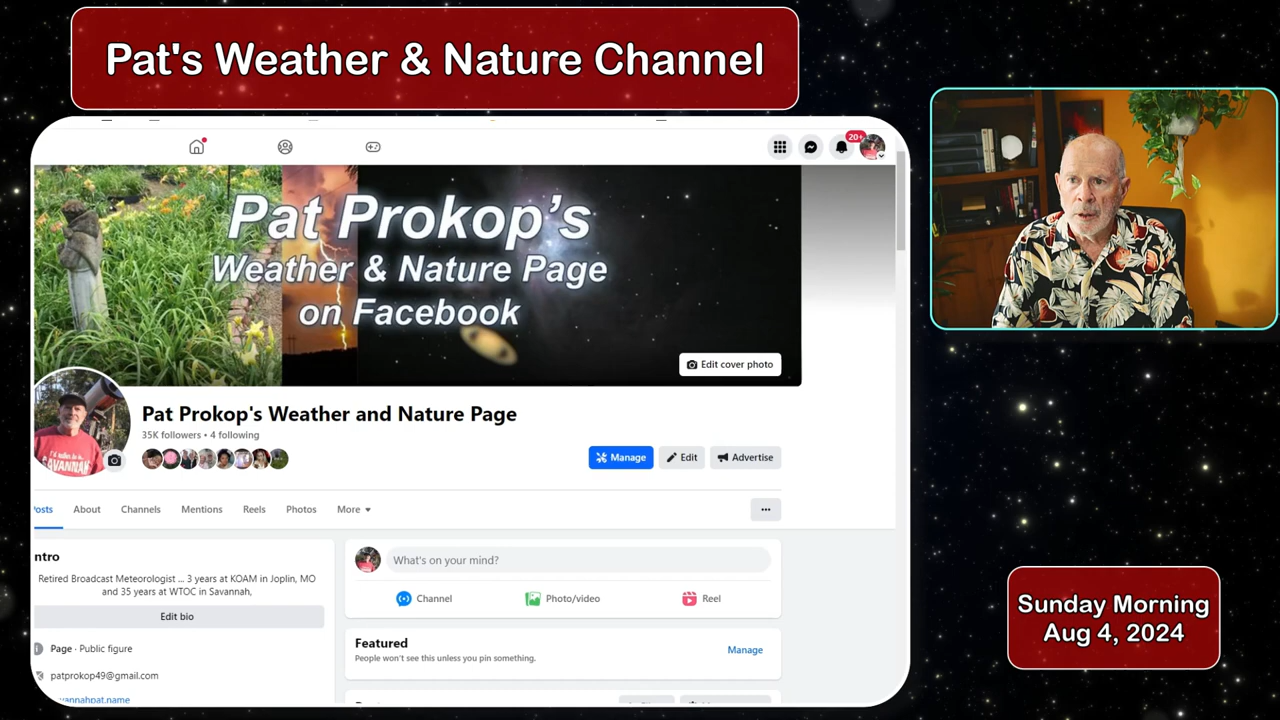 Pat's Weather & Nature Channel
20+
Pat Prokop's
Weather & Nature Page
on Facebook
Edit cover photo
SAVANNAH
Pat Prokop's Weather and Nature Page
35K followers • 4 following
Manage
Edit
Advertise
Posts
About
Channels
Mentions
Reels
Photos
More
ntro
Retired Broadcast Meteorologist ... 3 years at KOAM in Joplin, MO
and 35 years at WTOC in Savannah,
Edit bio
Page · Public figure
patprokop49@gmail.com
vannahpat.name
What's on your mind?
Channel
Photo/video
Reel
Featured
Manage
People won't see this unless you pin something.
Sunday Morning
Aug 4, 2024